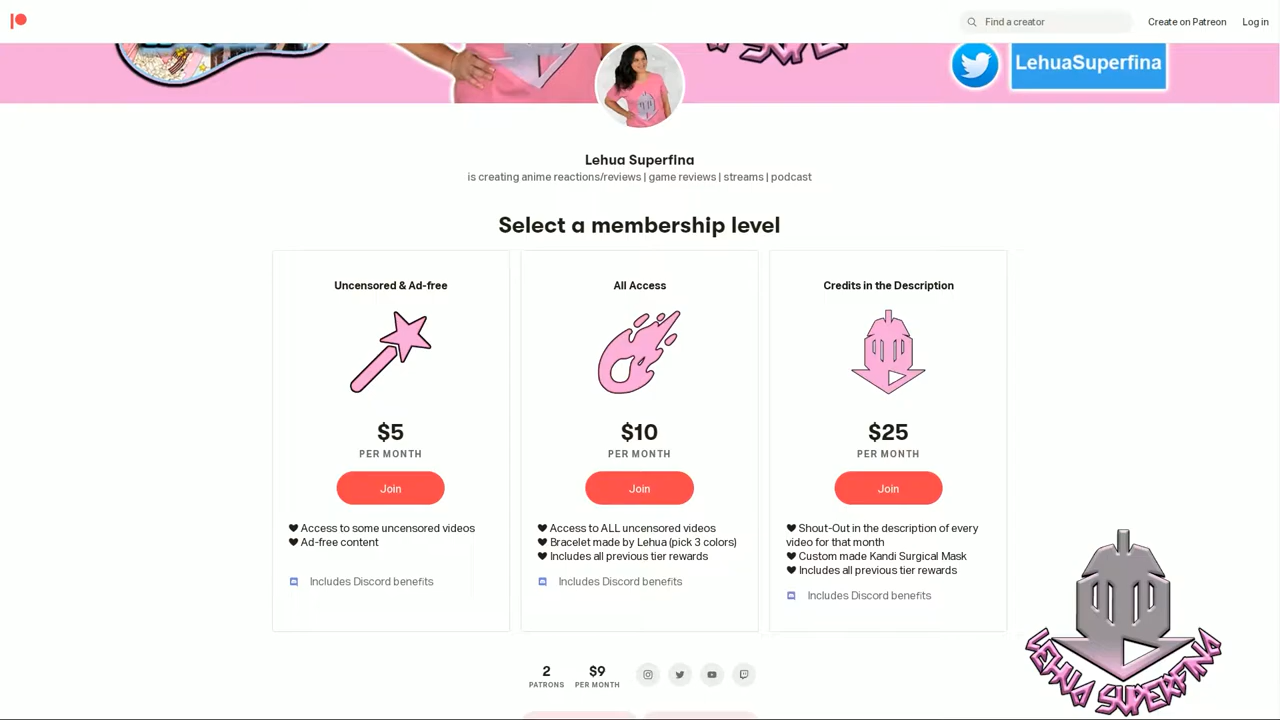 Find a creator
Create on Patreon
Log in
LehuaSuperfina
Lehua Superfina
is creating anime reactions/reviews | game reviews | streams | podcast
Select a membership level
Uncensored & Ad-free
$5
PER MONTH
Join
♥ Access to some uncensored videos
♥ Ad-free content
Includes Discord benefits
All Access
$10
PER MONTH
Join
♥ Access to ALL uncensored videos
♥ Bracelet made by Lehua (pick 3 colors)
♥ Includes all previous tier rewards
Includes Discord benefits
Credits in the Description
$25
PER MONTH
Join
♥ Shout-Out in the description of every
video for that month
♥ Custom made Kandi Surgical Mask
♥ Includes all previous tier rewards
Includes Discord benefits
2
PATRONS
$9
PER MONTH
LEHUA SUPERFINA